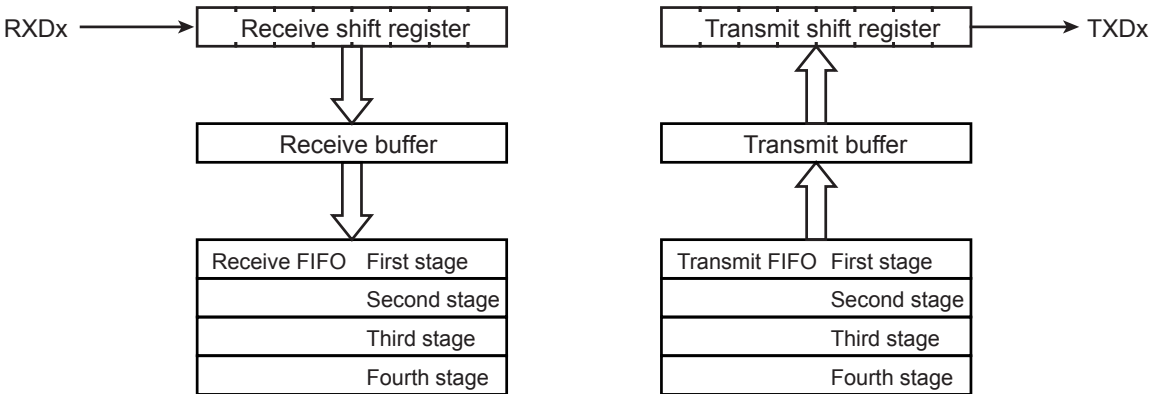 RXDx
Receive shift register
Receive buffer
Receive FIFO First stage
Second stage
Third stage
Fourth stage
Transmit shift register
TXDx
Transmit buffer
Transmit FIFO First stage
Second stage
Third stage
Fourth stage